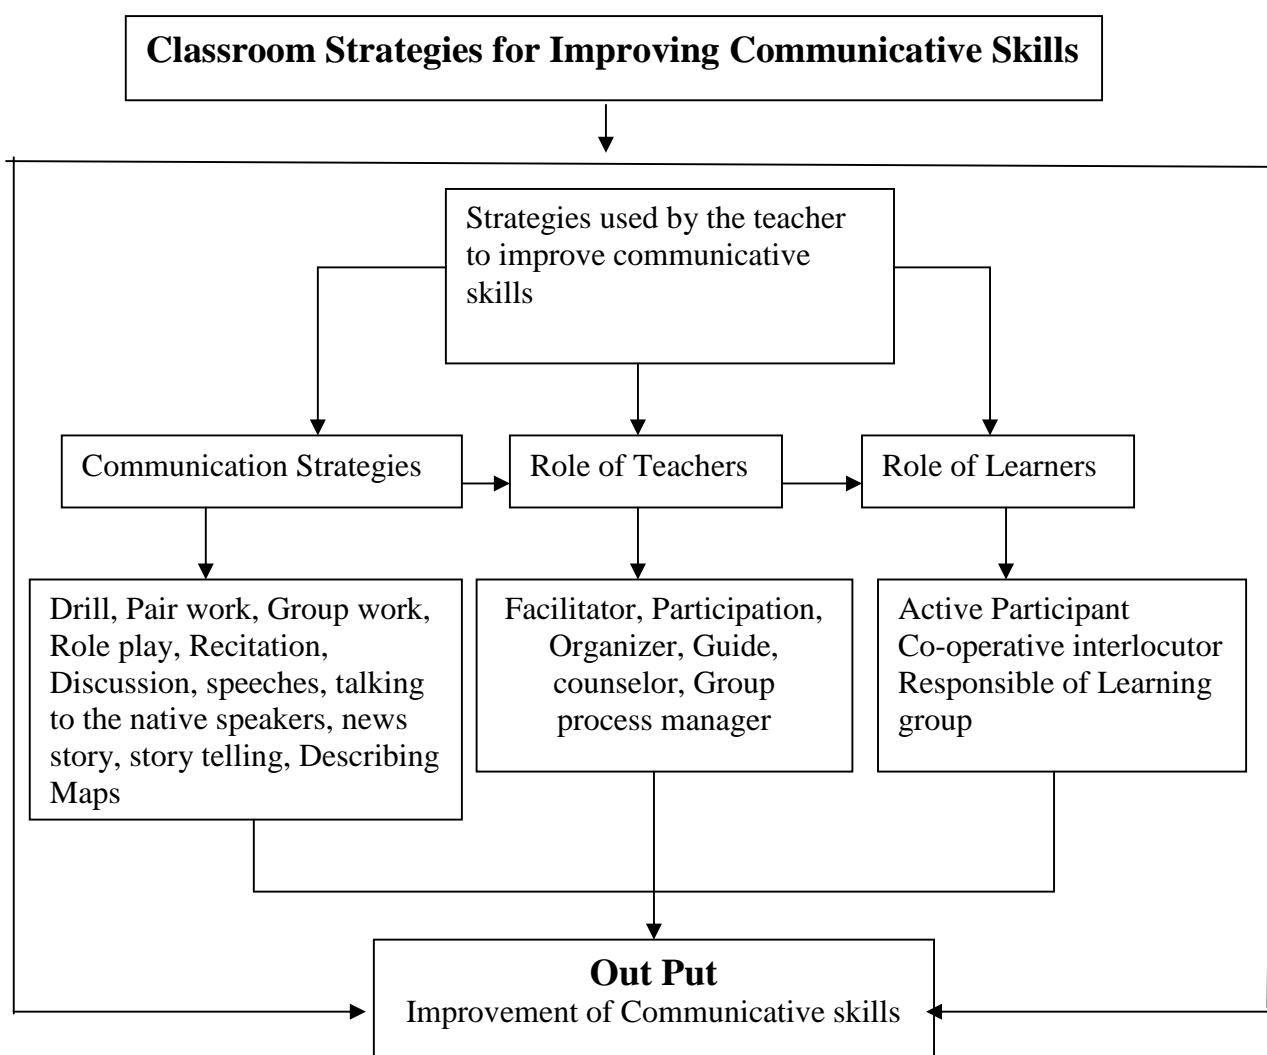 Classroom Strategies for Improving Communicative Skills
Strategies used by the teacher
to improve communicative
skills
Communication Strategies
Role of Teachers
Role of Learners
Drill, Pair work, Group work,
Role play, Recitation,
Discussion, speeches, talking
to the native speakers, news
story, story telling, Describing
Maps
Facilitator, Participation,
Organizer, Guide,
counselor, Group
process manager
Active Participant
Co-operative interlocutor
Responsible of Learning
group
Out Put
Improvement of Communicative skills